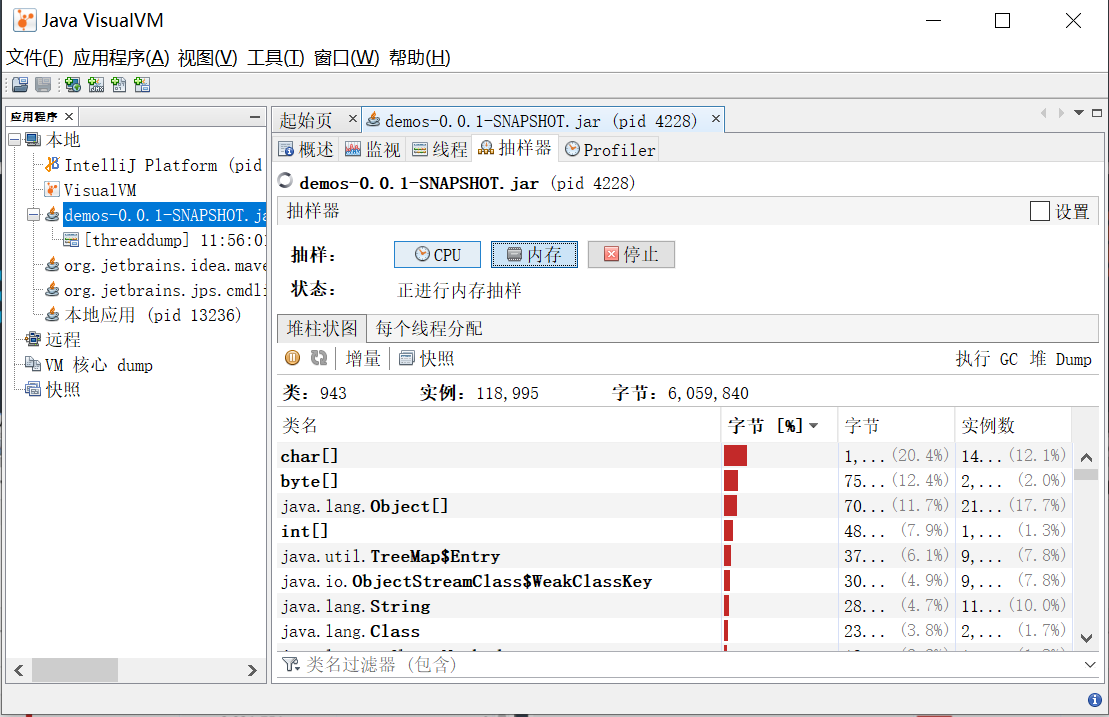 Java VisualVM
文件(F) 应用程序(A) 视图(V) 工具(T) 窗口(W) 帮助(H)
应用程序
本地
IntelliJ Platform (pid
VisualVM
demos-0.0.1-SNAPSHOT.ja
[threaddump] 11:56:01
org.jetbrains.idea.mave
org.jetbrains.jps.cmdli
本地应用 (pid 13236)
远程
VM 核心 dump
快照
起始页 demos-0.0.1-SNAPSHOT.jar (pid 4228)
概述 监视 线程 抽样器 Profiler
demos-0.0.1-SNAPSHOT.jar (pid 4228)
抽样器 设置
抽样: CPU 内存 停止
状态: 正进行内存抽样
堆柱状图 每个线程分配
增量 快照 执行 GC 堆 Dump
类: 943 实例: 118,995 字节: 6,059,840
类名 字节 [%] 字节 实例数
char[] 1,... (20.4%) 14... (12.1%)
byte[] 75... (12.4%) 2,... (2.0%)
java.lang.Object[] 70... (11.7%) 21... (17.7%)
int[] 48... (7.9%) 1,... (1.3%)
java.util.TreeMap$Entry 37... (6.1%) 9,... (7.8%)
java.io.ObjectStreamClass$WeakClassKey 30... (4.9%) 9,... (7.8%)
java.lang.String 28... (4.7%) 11... (10.0%)
java.lang.Class 23... (3.8%) 2,... (1.7%)
类名过滤器 (包含)